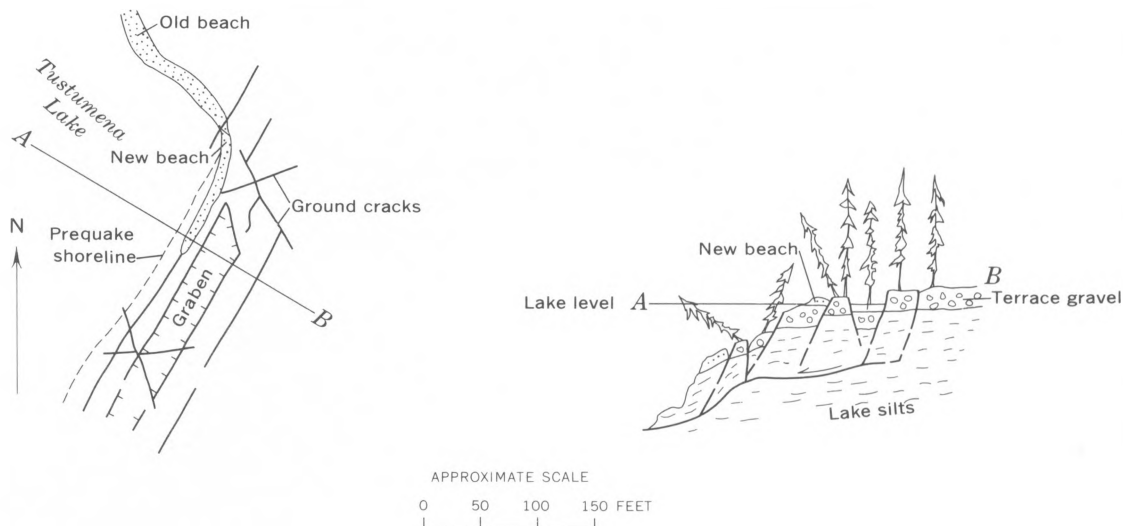 Old beach
Tustumena
Lake
A
New beach
Ground cracks
N
Prequake
shoreline
Graben
B
New beach
Lake level
A
B
Terrace gravel
Lake silts
APPROXIMATE SCALE
0 50 100 150 FEET